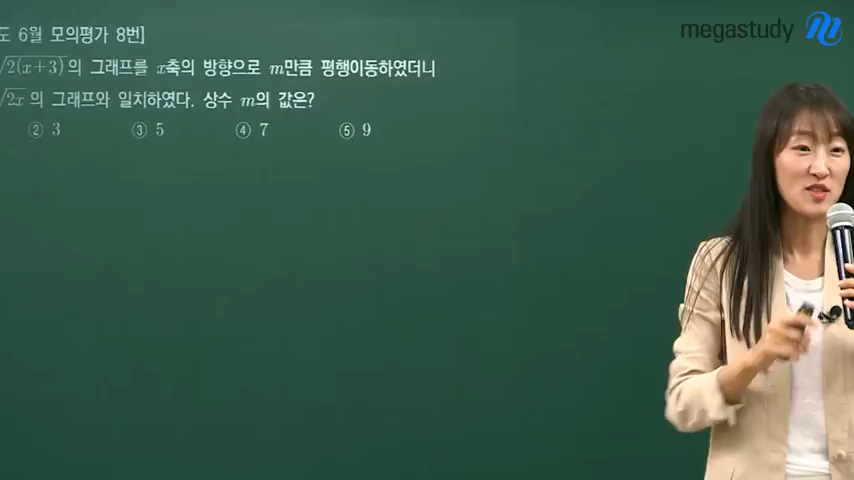 megastudy
도 6월 모의평가 8번]
√2(x+3)의 그래프를 x축의 방향으로 m만큼 평행이동하였더니
√2x 의 그래프와 일치하였다. 상수 m의 값은?
② 3 ③ 5 ④ 7 ⑤ 9